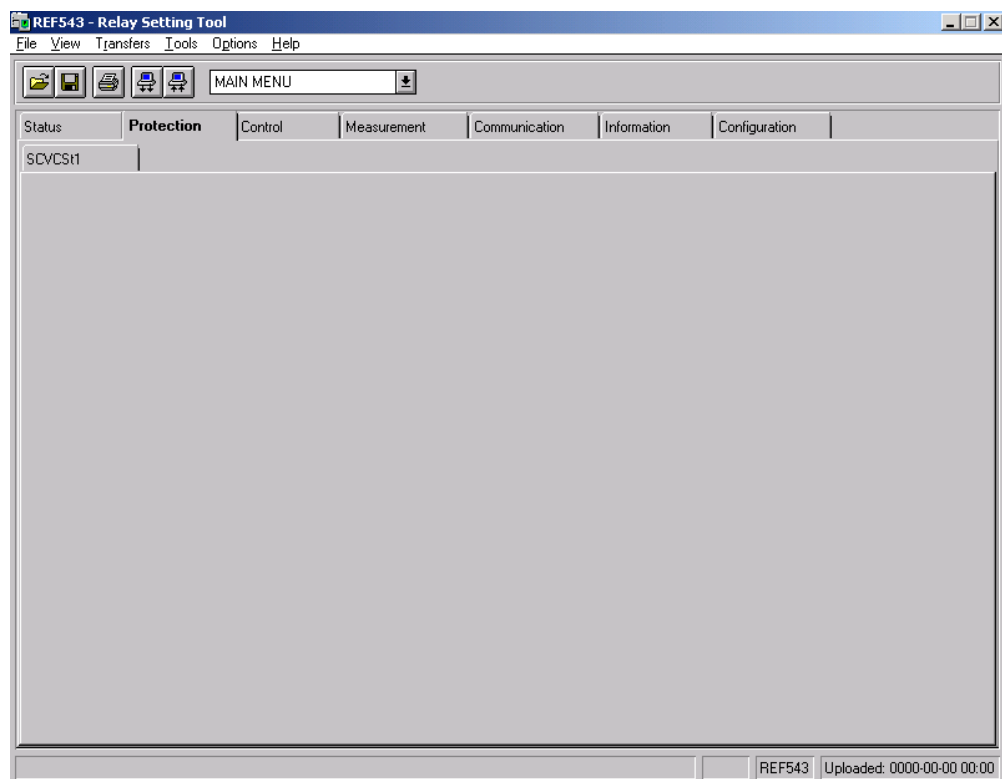 REF543 - Relay Setting Tool
File View Transfers Tools Options Help
MAIN MENU
Status Protection Control Measurement Communication Information Configuration
SCVCSt1
REF543 Uploaded: 0000-00-00 00:00